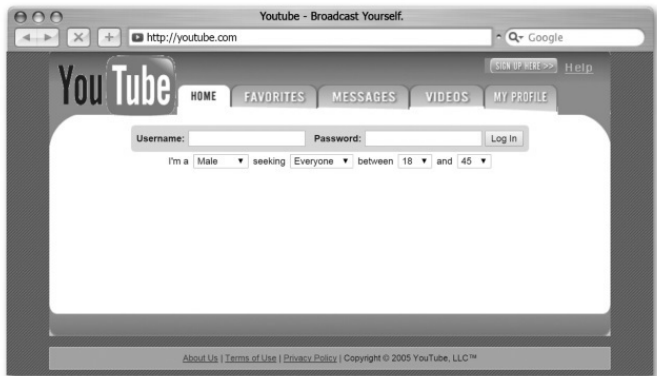 Youtube - Broadcast Yourself.
http://youtube.com
Google
SIGN UP HERE >> Help
YouTube
HOME FAVORITES MESSAGES VIDEOS MY PROFILE
Username: Password: Log In
I'm a Male seeking Everyone between 18 and 45
About Us | Terms of Use | Privacy Policy | Copyright © 2005 YouTube, LLC™